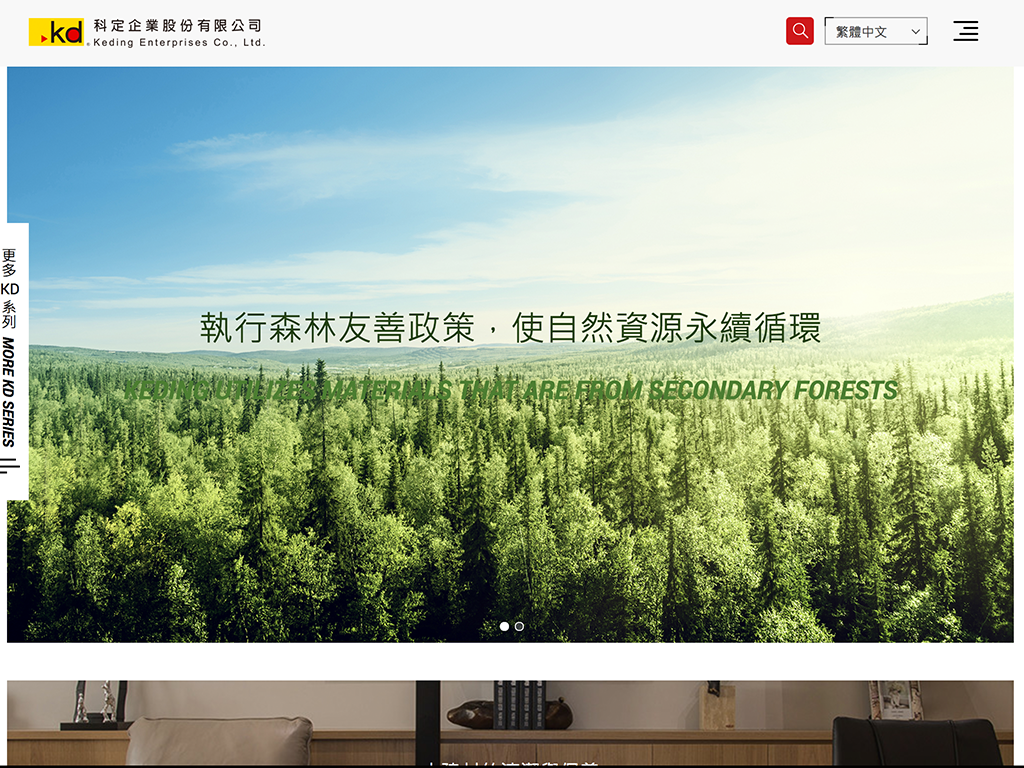 kd 科定企業股份有限公司
Keding Enterprises Co., Ltd.
繁體中文
更多KD系列 MORE KD SERIES
執行森林友善政策，使自然資源永續循環
KEDING UTILIZES MATERIALS THAT ARE FROM SECONDARY FORESTS